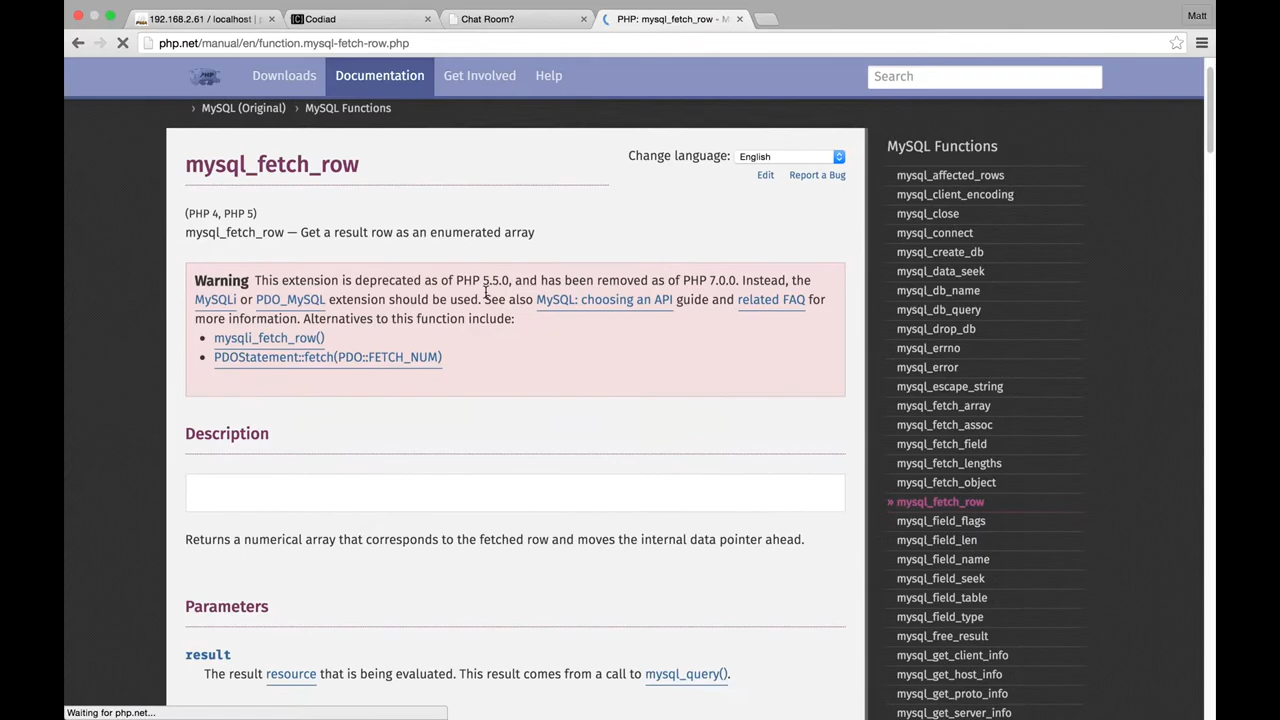 192.168.2.61 / localhost | p
Codiad
Chat Room?
PHP: mysql_fetch_row - M
Matt
php.net/manual/en/function.mysql-fetch-row.php
Downloads
Documentation
Get Involved
Help
Search
› MySQL (Original) › MySQL Functions
mysql_fetch_row
Change language: English
Edit Report a Bug
(PHP 4, PHP 5)
mysql_fetch_row — Get a result row as an enumerated array
Warning This extension is deprecated as of PHP 5.5.0, and has been removed as of PHP 7.0.0. Instead, the
MySQLi or PDO_MySQL extension should be used. See also MySQL: choosing an API guide and related FAQ for
more information. Alternatives to this function include:
• mysqli_fetch_row()
• PDOStatement::fetch(PDO::FETCH_NUM)
Description
Returns a numerical array that corresponds to the fetched row and moves the internal data pointer ahead.
Parameters
result
The result resource that is being evaluated. This result comes from a call to mysql_query().
MySQL Functions
mysql_affected_rows
mysql_client_encoding
mysql_close
mysql_connect
mysql_create_db
mysql_data_seek
mysql_db_name
mysql_db_query
mysql_drop_db
mysql_errno
mysql_error
mysql_escape_string
mysql_fetch_array
mysql_fetch_assoc
mysql_fetch_field
mysql_fetch_lengths
mysql_fetch_object
» mysql_fetch_row
mysql_field_flags
mysql_field_len
mysql_field_name
mysql_field_seek
mysql_field_table
mysql_field_type
mysql_free_result
mysql_get_client_info
mysql_get_host_info
mysql_get_proto_info
mysql_get_server_info
Waiting for php.net...